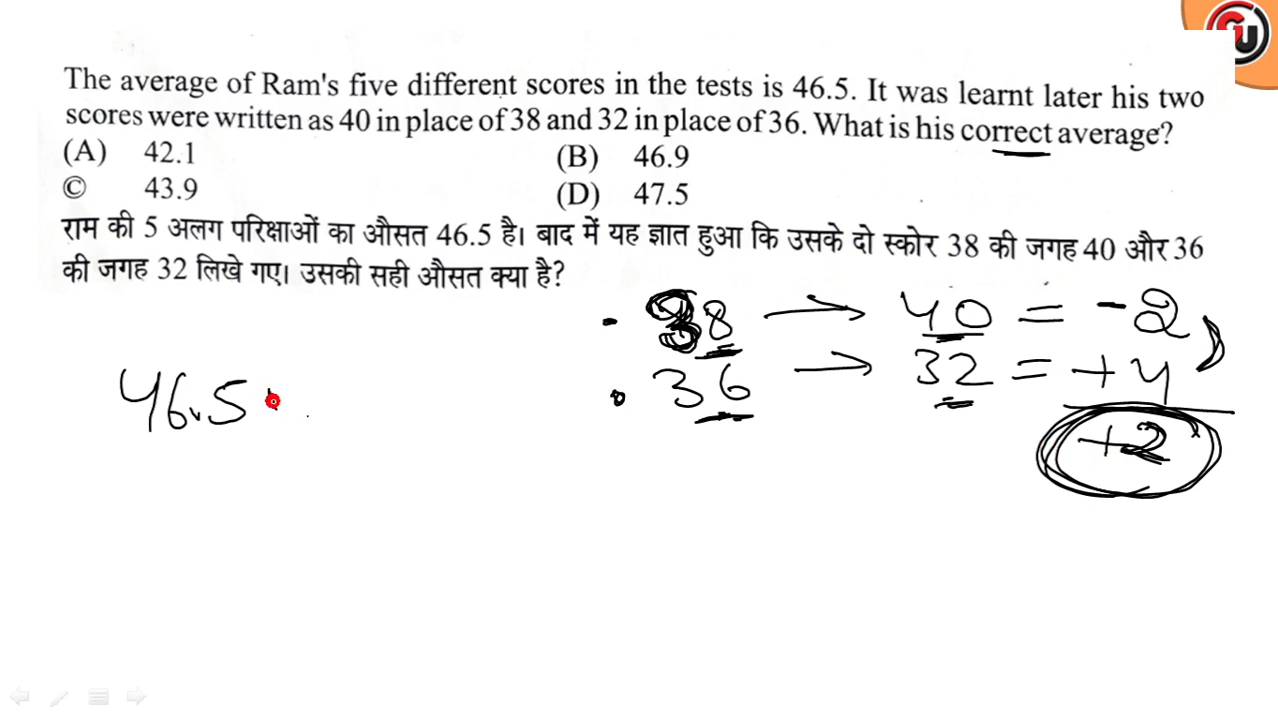 The average of Ram's five different scores in the tests is 46.5. It was learnt later his two
scores were written as 40 in place of 38 and 32 in place of 36. What is his correct average?
(A) 42.1 (B) 46.9
© 43.9 (D) 47.5
राम की 5 अलग परिक्षाओं का औसत 46.5 है। बाद में यह ज्ञात हुआ कि उसके दो स्कोर 38 की जगह 40 और 36
की जगह 32 लिखे गए। उसकी सही औसत क्या है?
38 → 40 = -2
36 → 32 = +4
+2
46.5